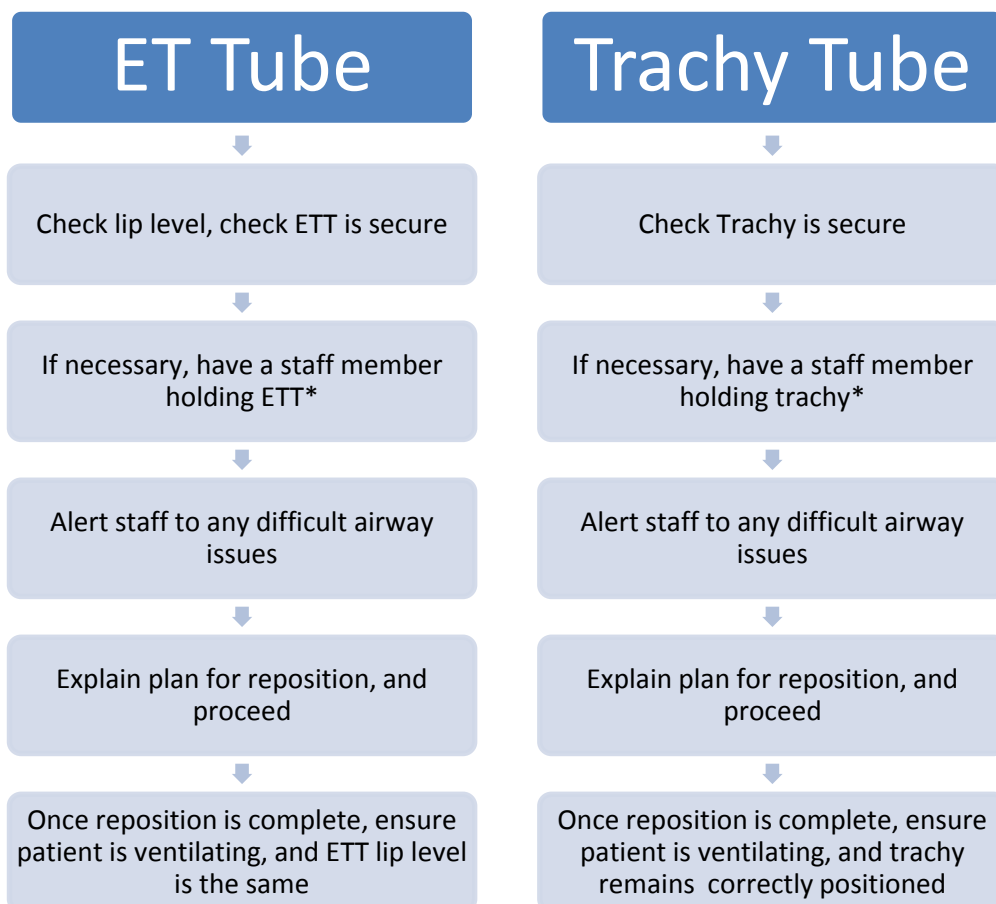 ET Tube
Check lip level, check ETT is secure
If necessary, have a staff member
holding ETT*
Alert staff to any difficult airway
issues
Explain plan for reposition, and
proceed
Once reposition is complete, ensure
patient is ventilating, and ETT lip level
is the same
Trachy Tube
Check Trachy is secure
If necessary, have a staff member
holding trachy*
Alert staff to any difficult airway
issues
Explain plan for reposition, and
proceed
Once reposition is complete, ensure
patient is ventilating, and trachy
remains  correctly positioned